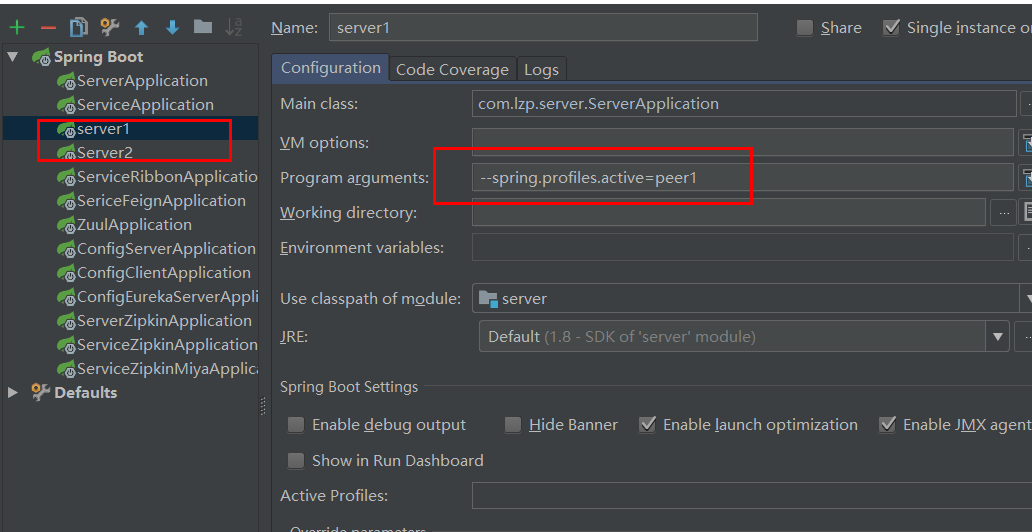 Name: server1 Share Single instance on
Spring Boot
ServerApplication
ServiceApplication
server1
Server2
ServiceRibbonApplicatio
SericeFeignApplication
ZuulApplication
ConfigServerApplication
ConfigClientApplication
ConfigEurekaServerAppli
ServerZipkinApplication
ServiceZipkinApplication
ServiceZipkinMiyaApplica
Defaults
Configuration Code Coverage Logs
Main class: com.lzp.server.ServerApplication
VM options:
Program arguments: --spring.profiles.active=peer1
Working directory: ...
Environment variables:
Use classpath of module: server
JRE: Default (1.8 - SDK of 'server' module)
Spring Boot Settings
Enable debug output Hide Banner Enable launch optimization Enable JMX agent
Show in Run Dashboard
Active Profiles:
Override parameters